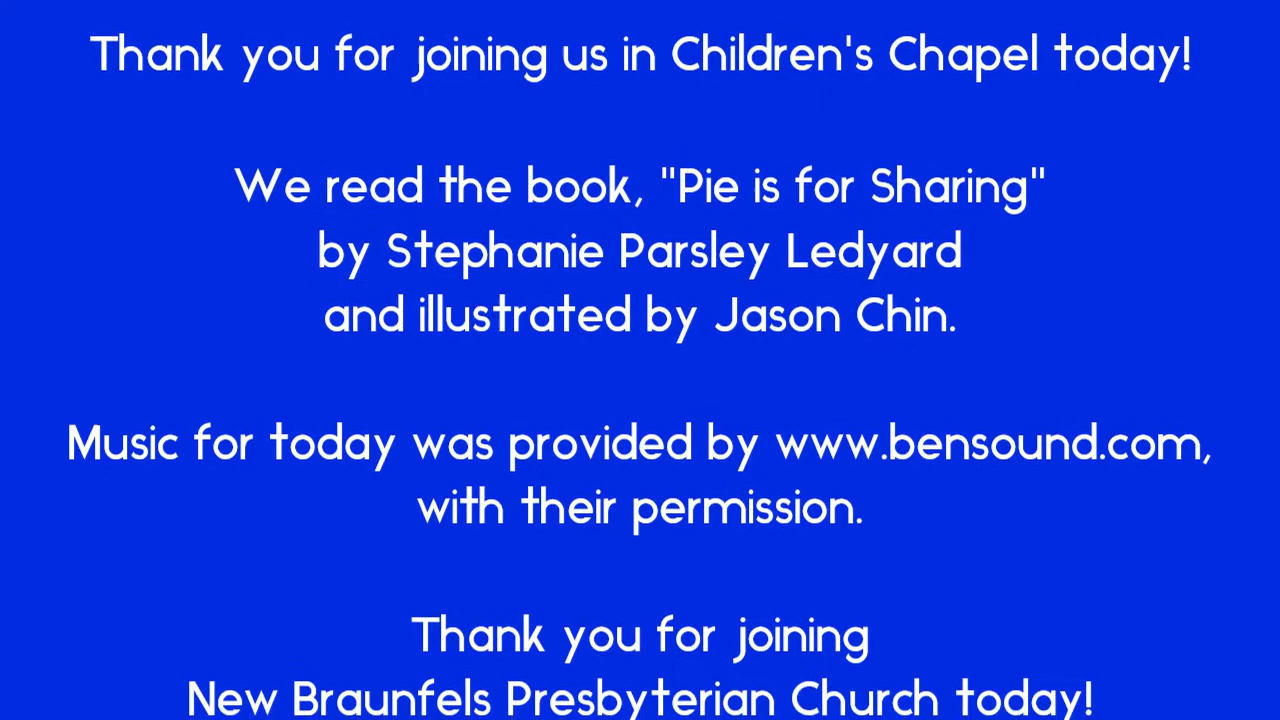 Thank you for joining us in Children's Chapel today!
We read the book, "Pie is for Sharing"
by Stephanie Parsley Ledyard
and illustrated by Jason Chin.
Music for today was provided by www.bensound.com,
with their permission.
Thank you for joining
New Braunfels Presbyterian Church today!